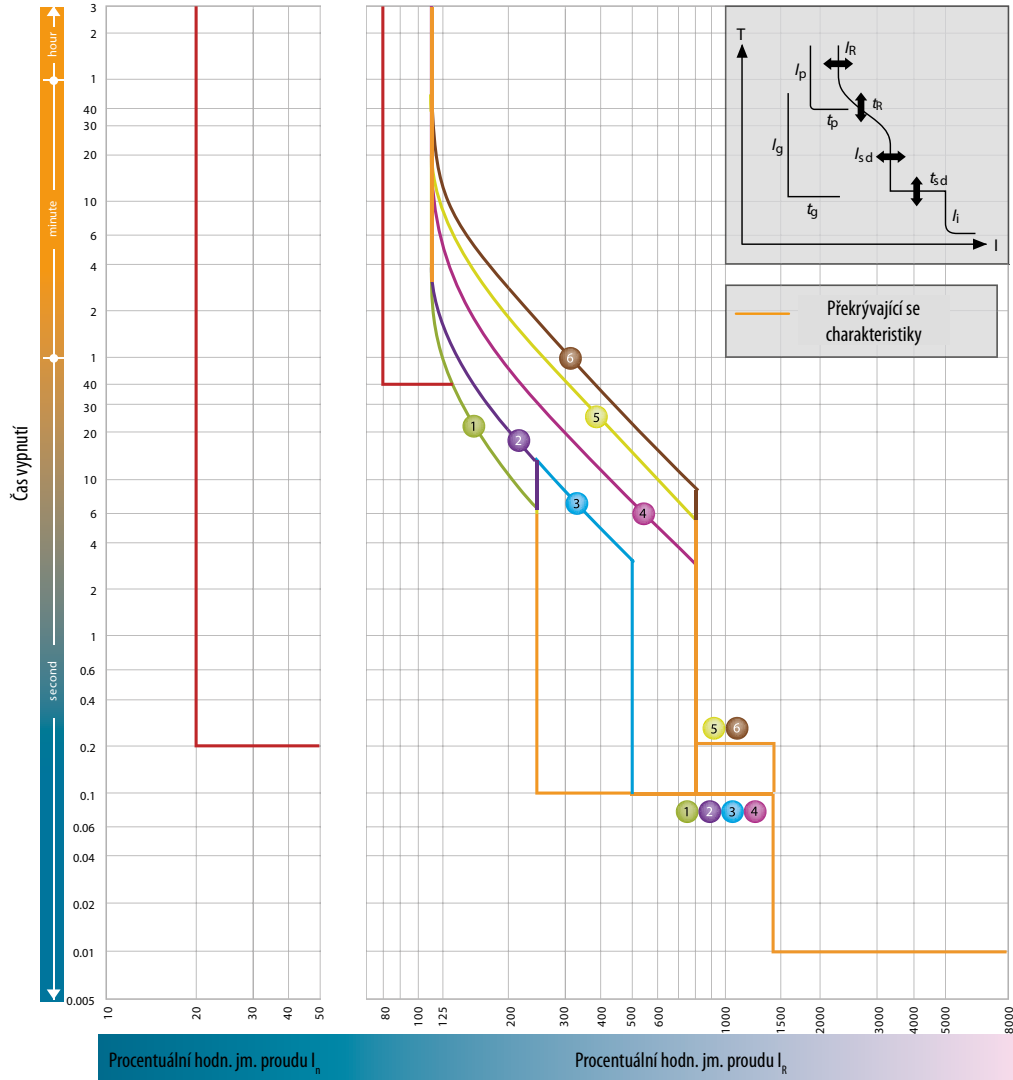 3
2
1
40
30
20
10
6
4
2
1
40
30
20
10
6
4
2
1
0.6
0.4
0.2
0.1
0.06
0.04
0.02
0.01
0.005
hour
minute
second
Čas vypnutí
T
I
IR
Ip
tR
tp
Ig
Isd
tsd
tg
Ii
Překrývající se
charakteristiky
6
5
1
2
3
4
5 6
1 2 3 4
10 20 30 40 50 80 100 125 200 300 400 500 600 1000 1500 2000 3000 4000 5000 8000
Procentuální hodn. jm. proudu In
Procentuální hodn. jm. proudu IR